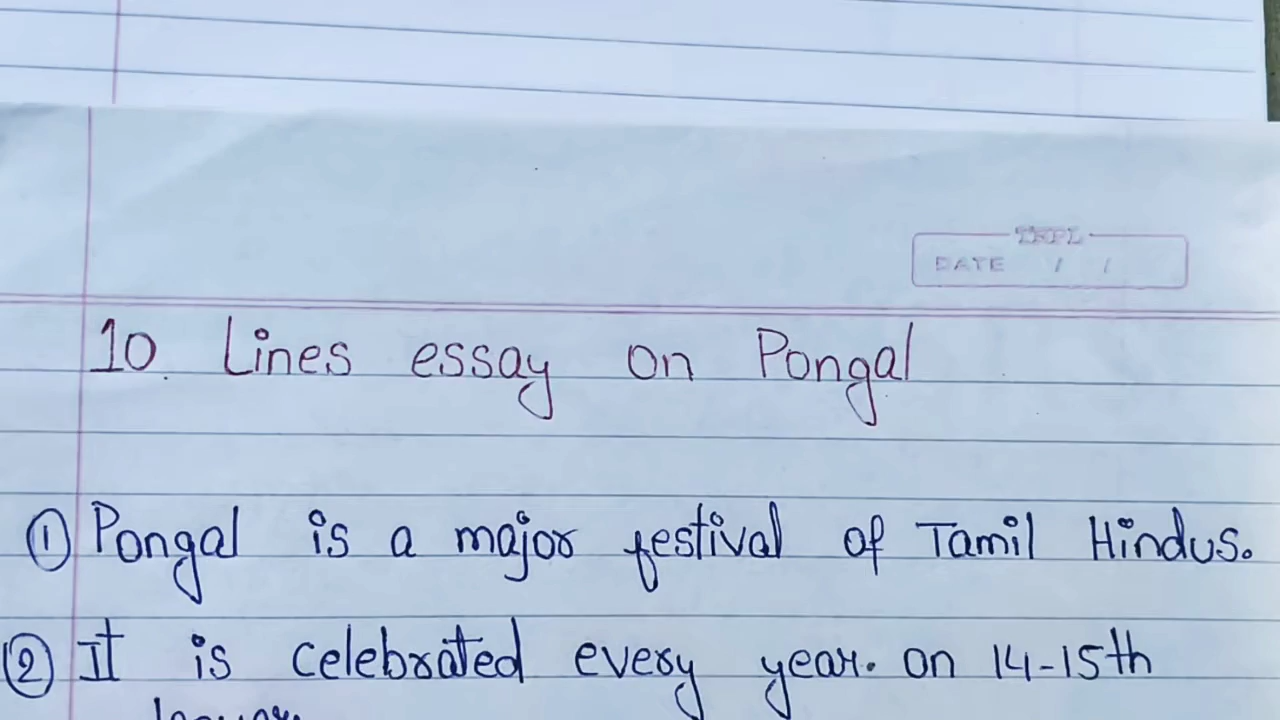 TRPL
DATE / /
10. Lines essay on Pongal
① Pongal is a major festival of Tamil Hindus.
② It is celebrated every year. on 14-15th